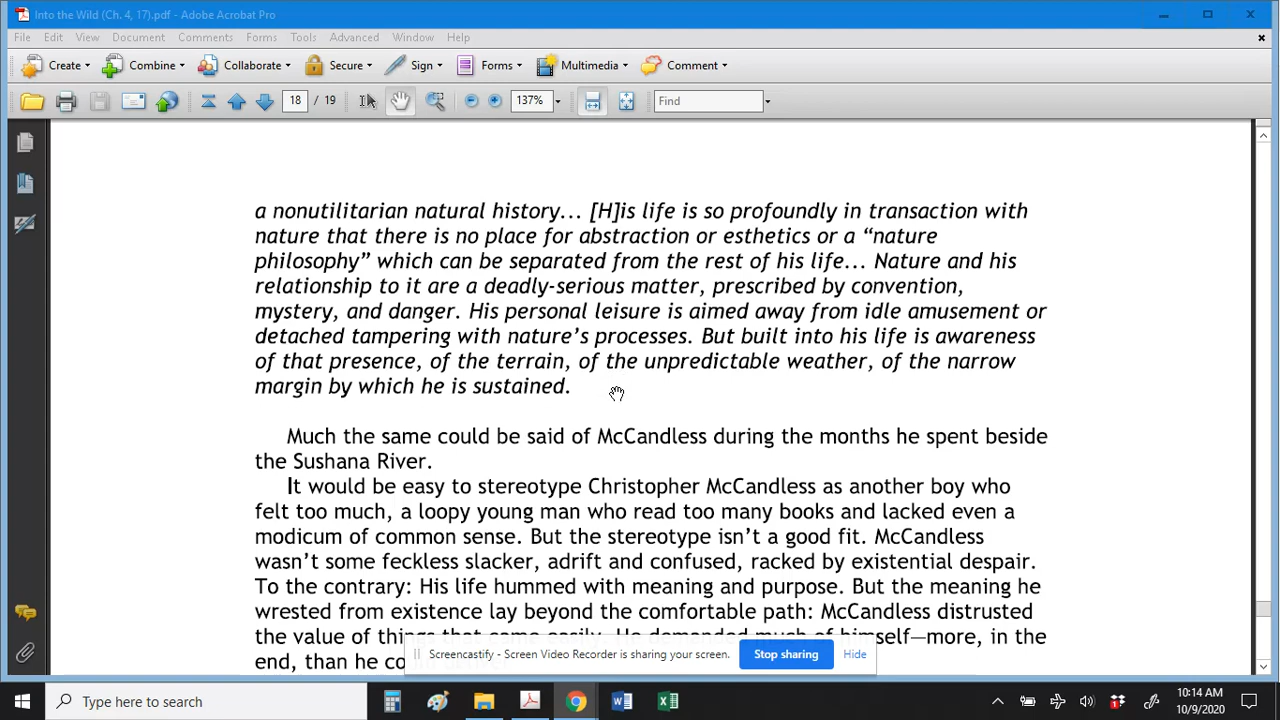 Into the Wild (Ch. 4, 17).pdf - Adobe Acrobat Pro
File Edit View Document Comments Forms Tools Advanced Window Help
Create Combine Collaborate Secure Sign Forms Multimedia Comment
18 / 19 137% Find
a nonutilitarian natural history... [H]is life is so profoundly in transaction with
nature that there is no place for abstraction or esthetics or a “nature
philosophy” which can be separated from the rest of his life... Nature and his
relationship to it are a deadly-serious matter, prescribed by convention,
mystery, and danger. His personal leisure is aimed away from idle amusement or
detached tampering with nature’s processes. But built into his life is awareness
of that presence, of the terrain, of the unpredictable weather, of the narrow
margin by which he is sustained.
Much the same could be said of McCandless during the months he spent beside
the Sushana River.
It would be easy to stereotype Christopher McCandless as another boy who
felt too much, a loopy young man who read too many books and lacked even a
modicum of common sense. But the stereotype isn’t a good fit. McCandless
wasn’t some feckless slacker, adrift and confused, racked by existential despair.
To the contrary: His life hummed with meaning and purpose. But the meaning he
wrested from existence lay beyond the comfortable path: McCandless distrusted
the value of things that came easily. He demanded much of himself—more, in the
end, than he
Screencastify - Screen Video Recorder is sharing your screen. Stop sharing Hide
Type here to search
10:14 AM
10/9/2020